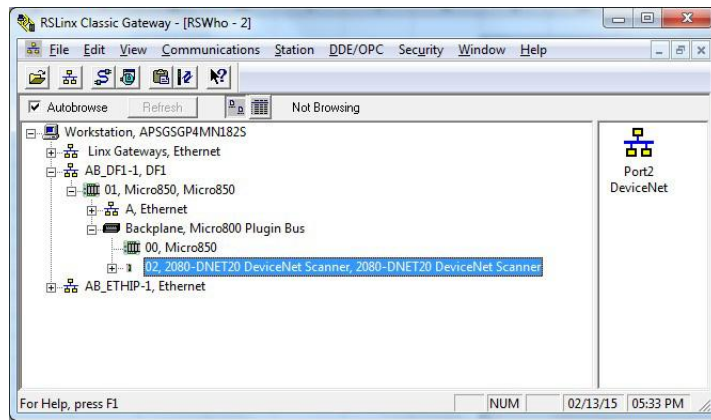 RSLinx Classic Gateway - [RSWho - 2]
File Edit View Communications Station DDE/OPC Security Window Help
Autobrowse Refresh Not Browsing
Workstation, APSGSGP4MN182S
Linx Gateways, Ethernet
AB_DF1-1, DF1
01, Micro850, Micro850
A, Ethernet
Backplane, Micro800 Plugin Bus
00, Micro850
02, 2080-DNET20 DeviceNet Scanner, 2080-DNET20 DeviceNet Scanner
AB_ETHIP-1, Ethernet
Port2
DeviceNet
For Help, press F1 NUM 02/13/15 05:33 PM